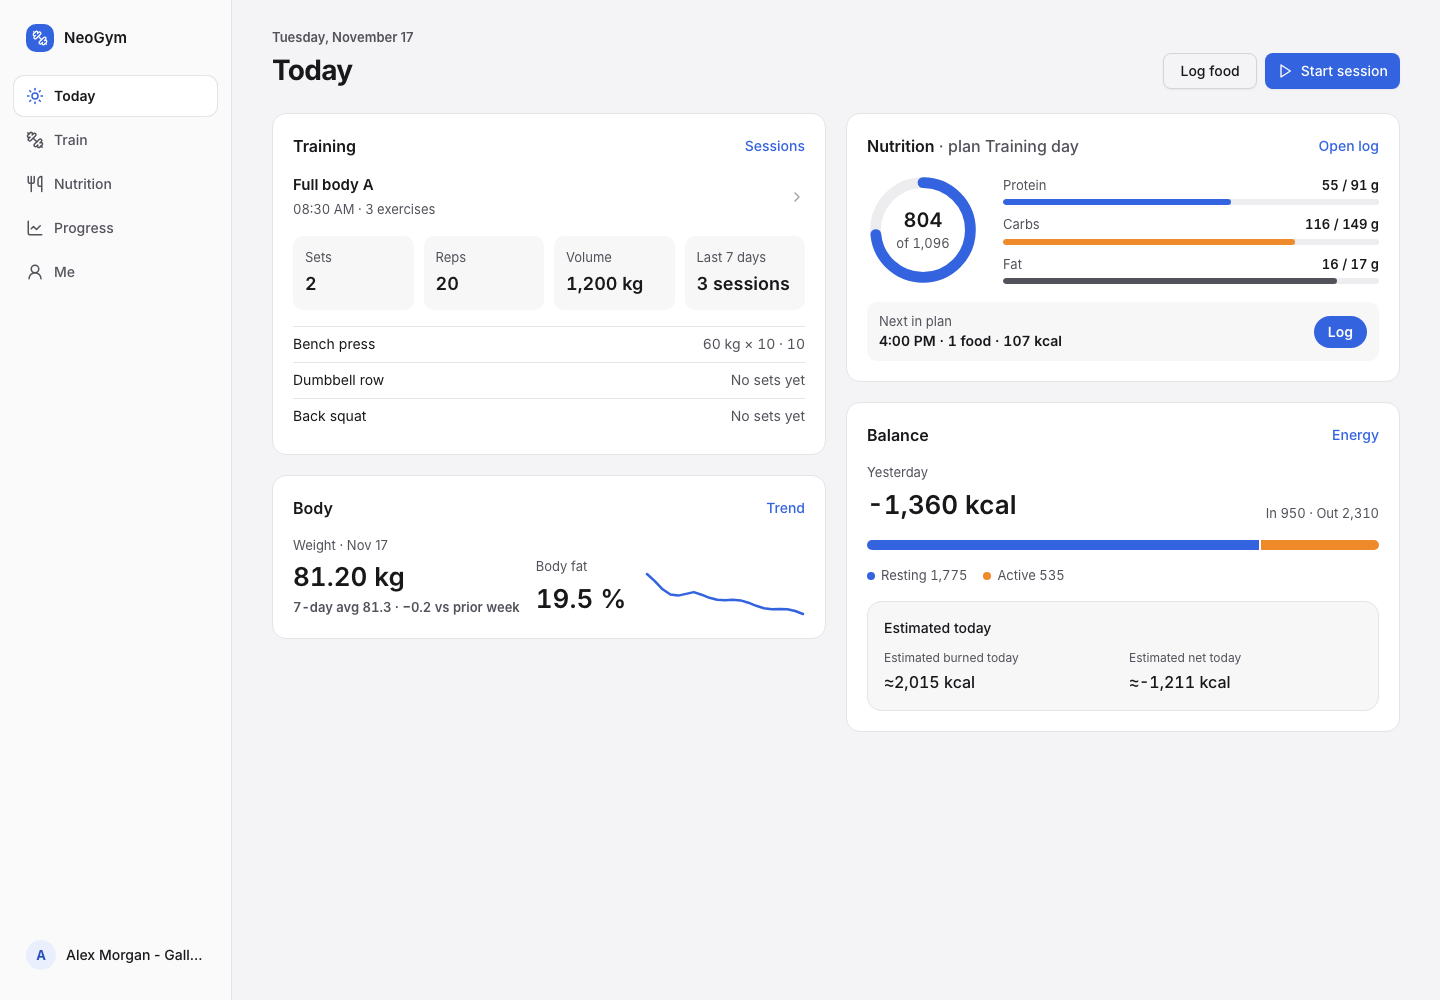 NeoGym
Today
Train
Nutrition
Progress
Me
A
Alex Morgan - Gall...
Tuesday, November 17
Today
Log food
Start session
Training
Sessions
Full body A
08:30 AM · 3 exercises
Sets
2
Reps
20
Volume
1,200 kg
Last 7 days
3 sessions
Bench press
60 kg × 10 · 10
Dumbbell row
No sets yet
Back squat
No sets yet
Body
Trend
Weight · Nov 17
81.20 kg
7-day avg 81.3 · −0.2 vs prior week
Body fat
19.5 %
Nutrition · plan Training day
Open log
804
of 1,096
Protein
55 / 91 g
Carbs
116 / 149 g
Fat
16 / 17 g
Next in plan
4:00 PM · 1 food · 107 kcal
Log
Balance
Energy
Yesterday
-1,360 kcal
In 950 · Out 2,310
Resting 1,775
Active 535
Estimated today
Estimated burned today
≈2,015 kcal
Estimated net today
≈-1,211 kcal